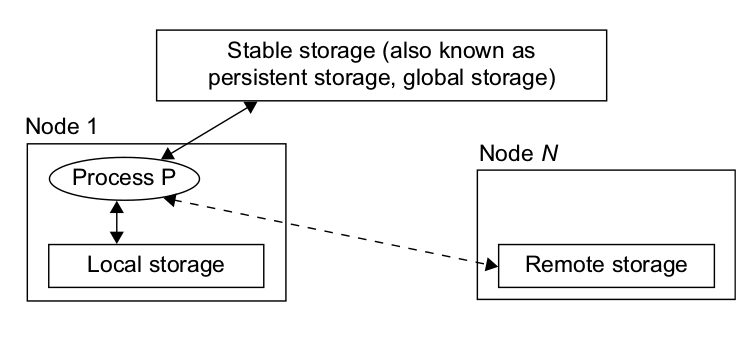 Stable storage (also known as
persistent storage, global storage)
Node 1
Process P
Local storage
Node N
Remote storage